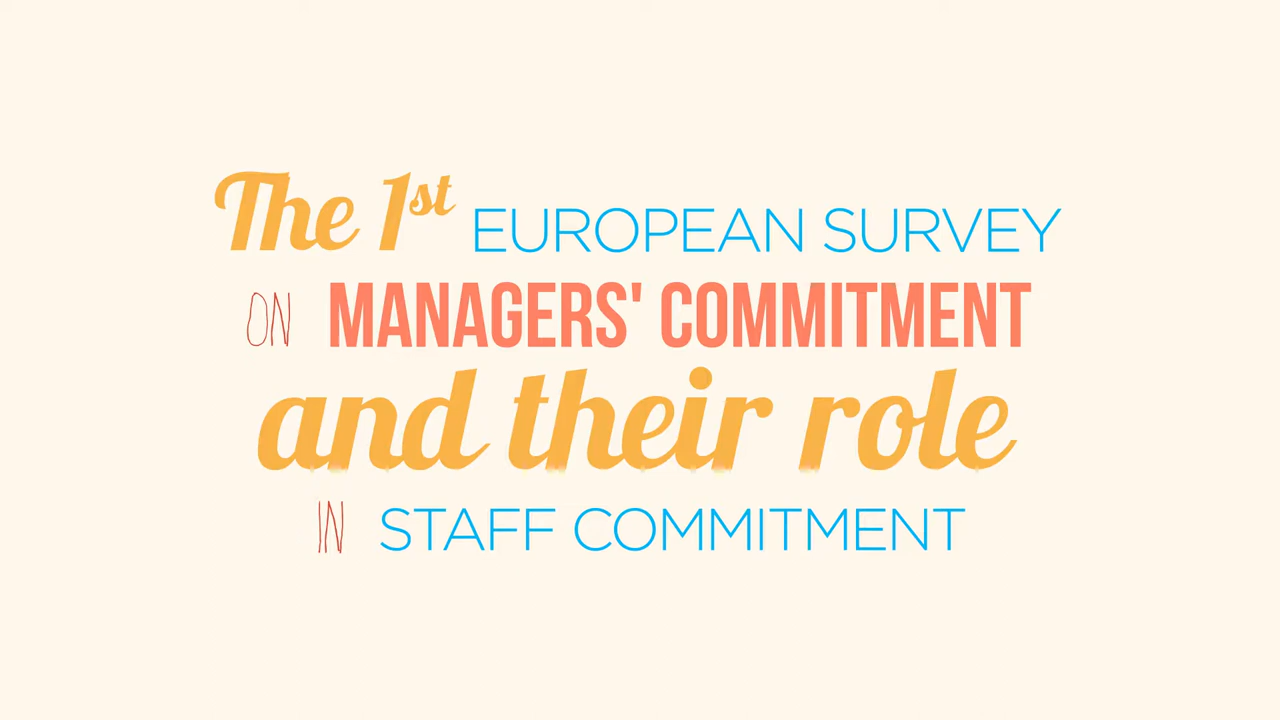 The 1st EUROPEAN SURVEY
ON MANAGERS' COMMITMENT
and their role
IN STAFF COMMITMENT